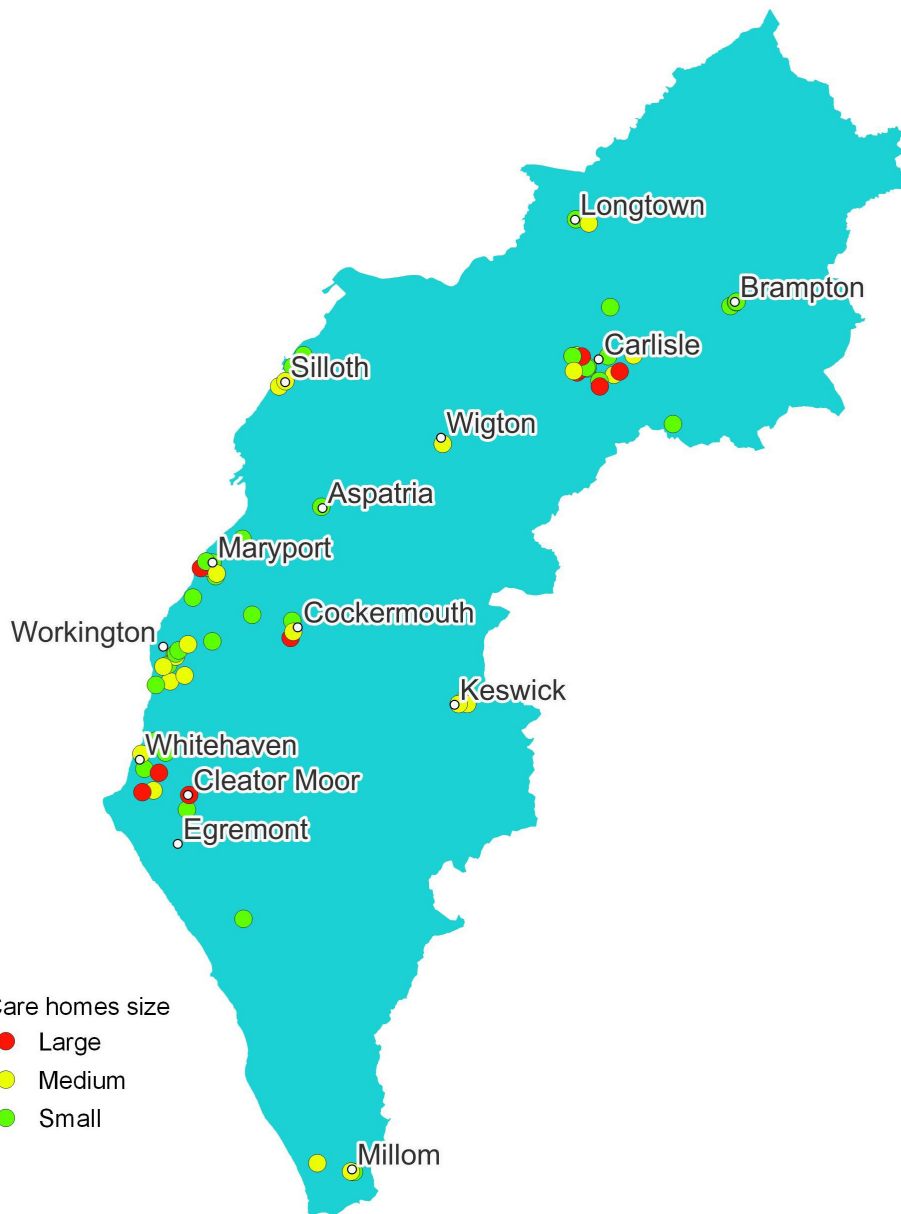 Longtown
Brampton
Carlisle
Silloth
Wigton
Aspatria
Maryport
Cockermouth
Workington
Keswick
Whitehaven
Cleator Moor
Egremont
Care homes size
Large
Medium
Small
Millom